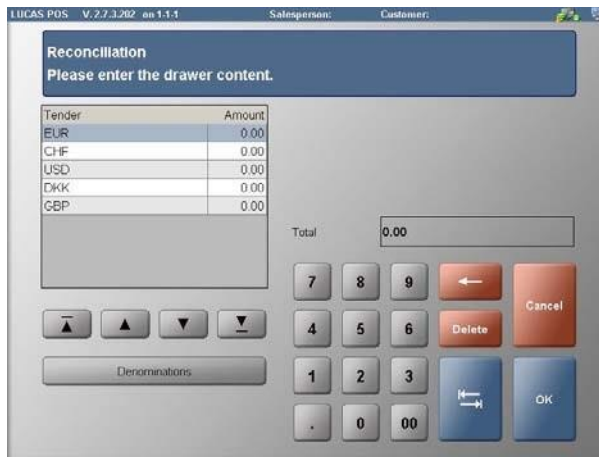 LUCAS POS V.2.7.3.202 on 1-1-1 Salesperson: Customer:
Reconciliation
Please enter the drawer content.
Tender Amount
EUR 0.00
CHF 0.00
USD 0.00
DKK 0.00
GBP 0.00
Total 0.00
7 8 9
Cancel
4 5 6 Delete
Denominations
1 2 3
OK
. 0 00